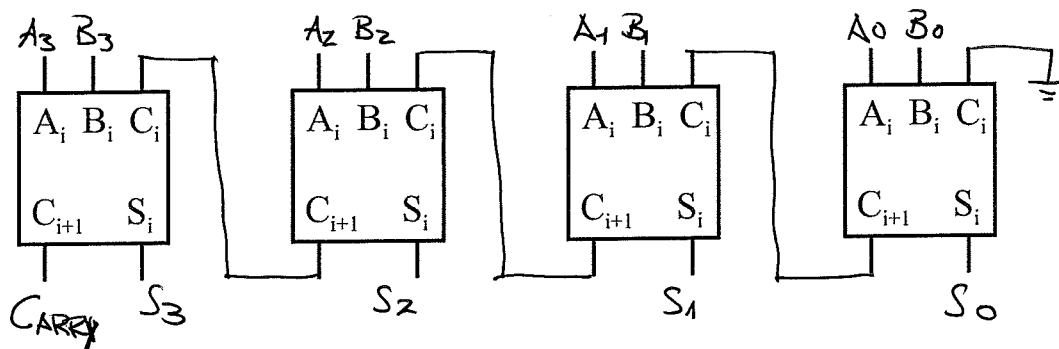 A3 B3 A2 B2 A1 B1 A0 B0
Ai Bi Ci Ai Bi Ci Ai Bi Ci Ai Bi Ci
Ci+1 Si Ci+1 Si Ci+1 Si Ci+1 Si
CARRY S3 S2 S1 S0